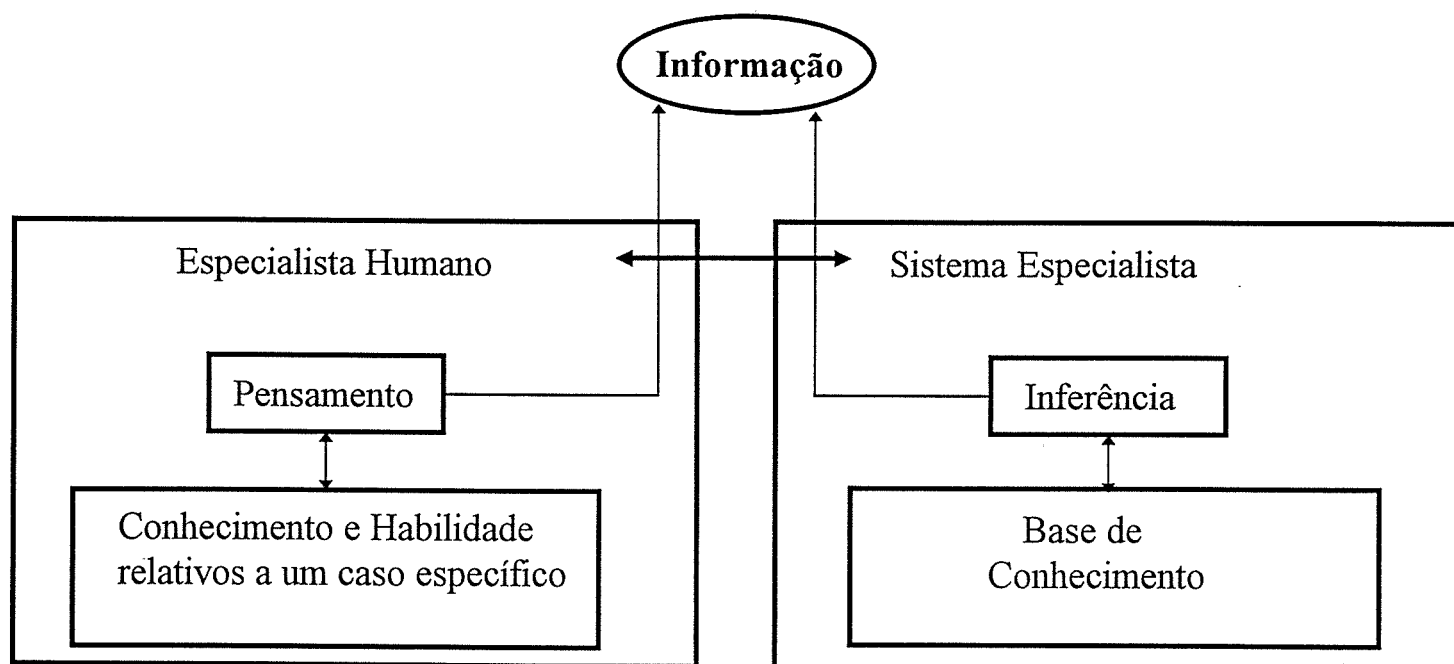 Informação
Especialista Humano
Sistema Especialista
Pensamento
Inferência
Conhecimento e Habilidade
relativos a um caso específico
Base de
Conhecimento